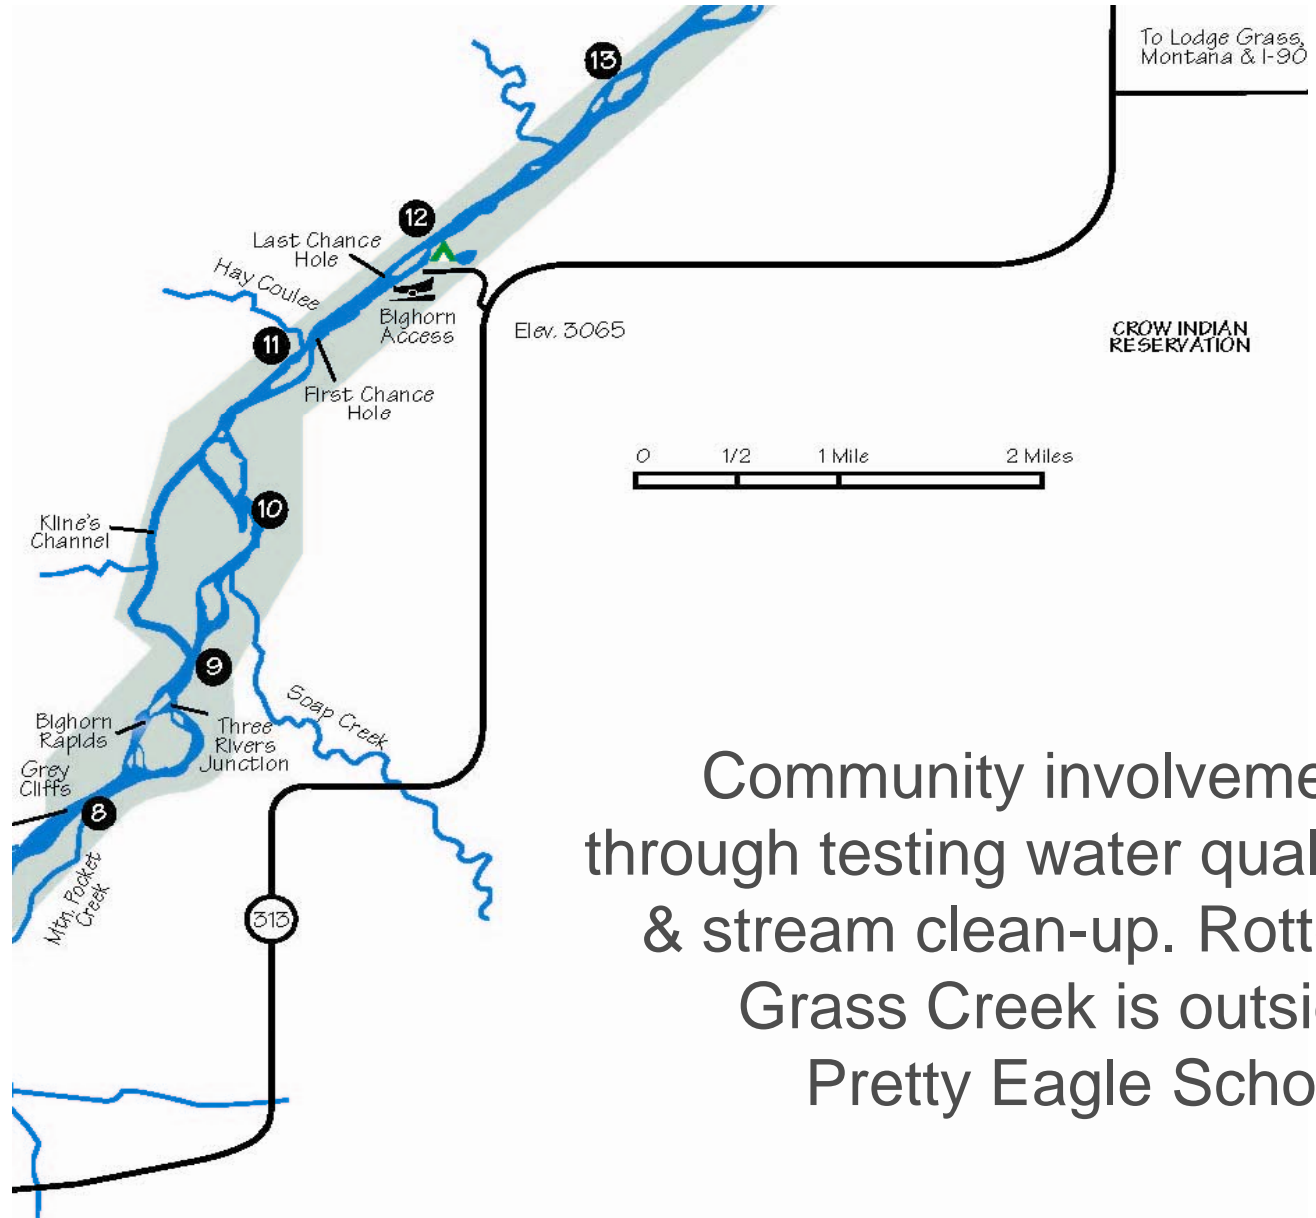 To Lodge Grass,
Montana & I-90
13
12
Last Chance
Hole
Hay Coulee
Bighorn
Access
Elev. 3065
CROW INDIAN
RESERVATION
11
First Chance
Hole
0 1/2 1 Mile 2 Miles
10
Kline's
Channel
9
Soap Creek
Bighorn
Rapids
Three
Rivers
Junction
Grey
Cliffs
8
Mtn. Pocket
Creek
313
Community involveme
through testing water qual
& stream clean-up. Rott
Grass Creek is outsi
Pretty Eagle Scho